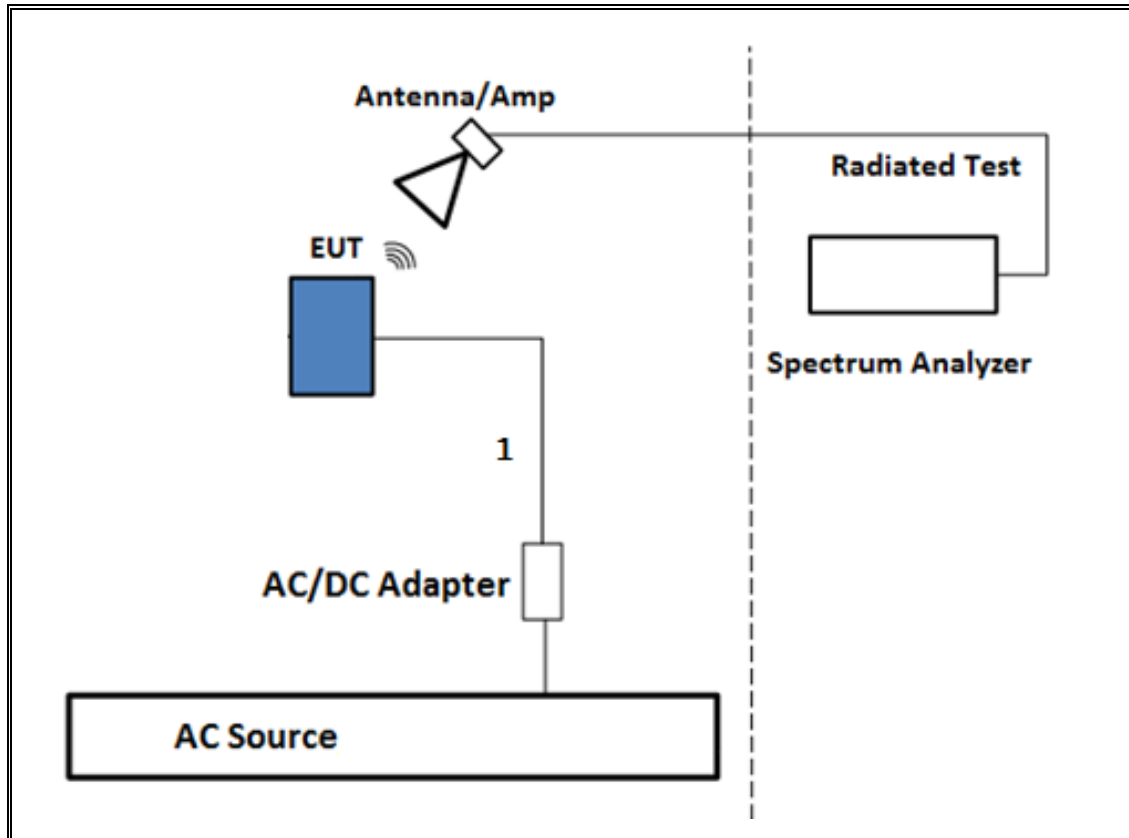 Antenna/Amp
Radiated Test
EUT
Spectrum Analyzer
1
AC/DC Adapter
AC Source